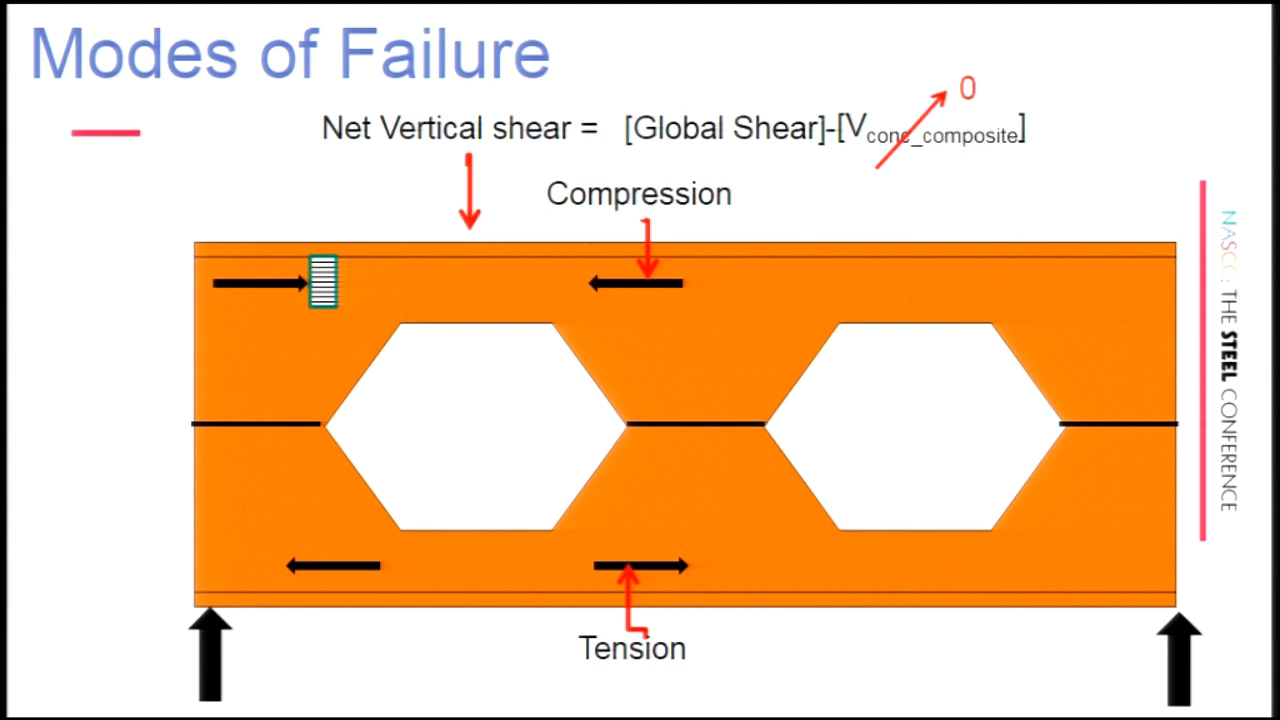 Modes of Failure
0
Net Vertical shear = [Global Shear]-[Vconc_composite]
Compression
NASCC: THE STEEL CONFERENCE
Tension